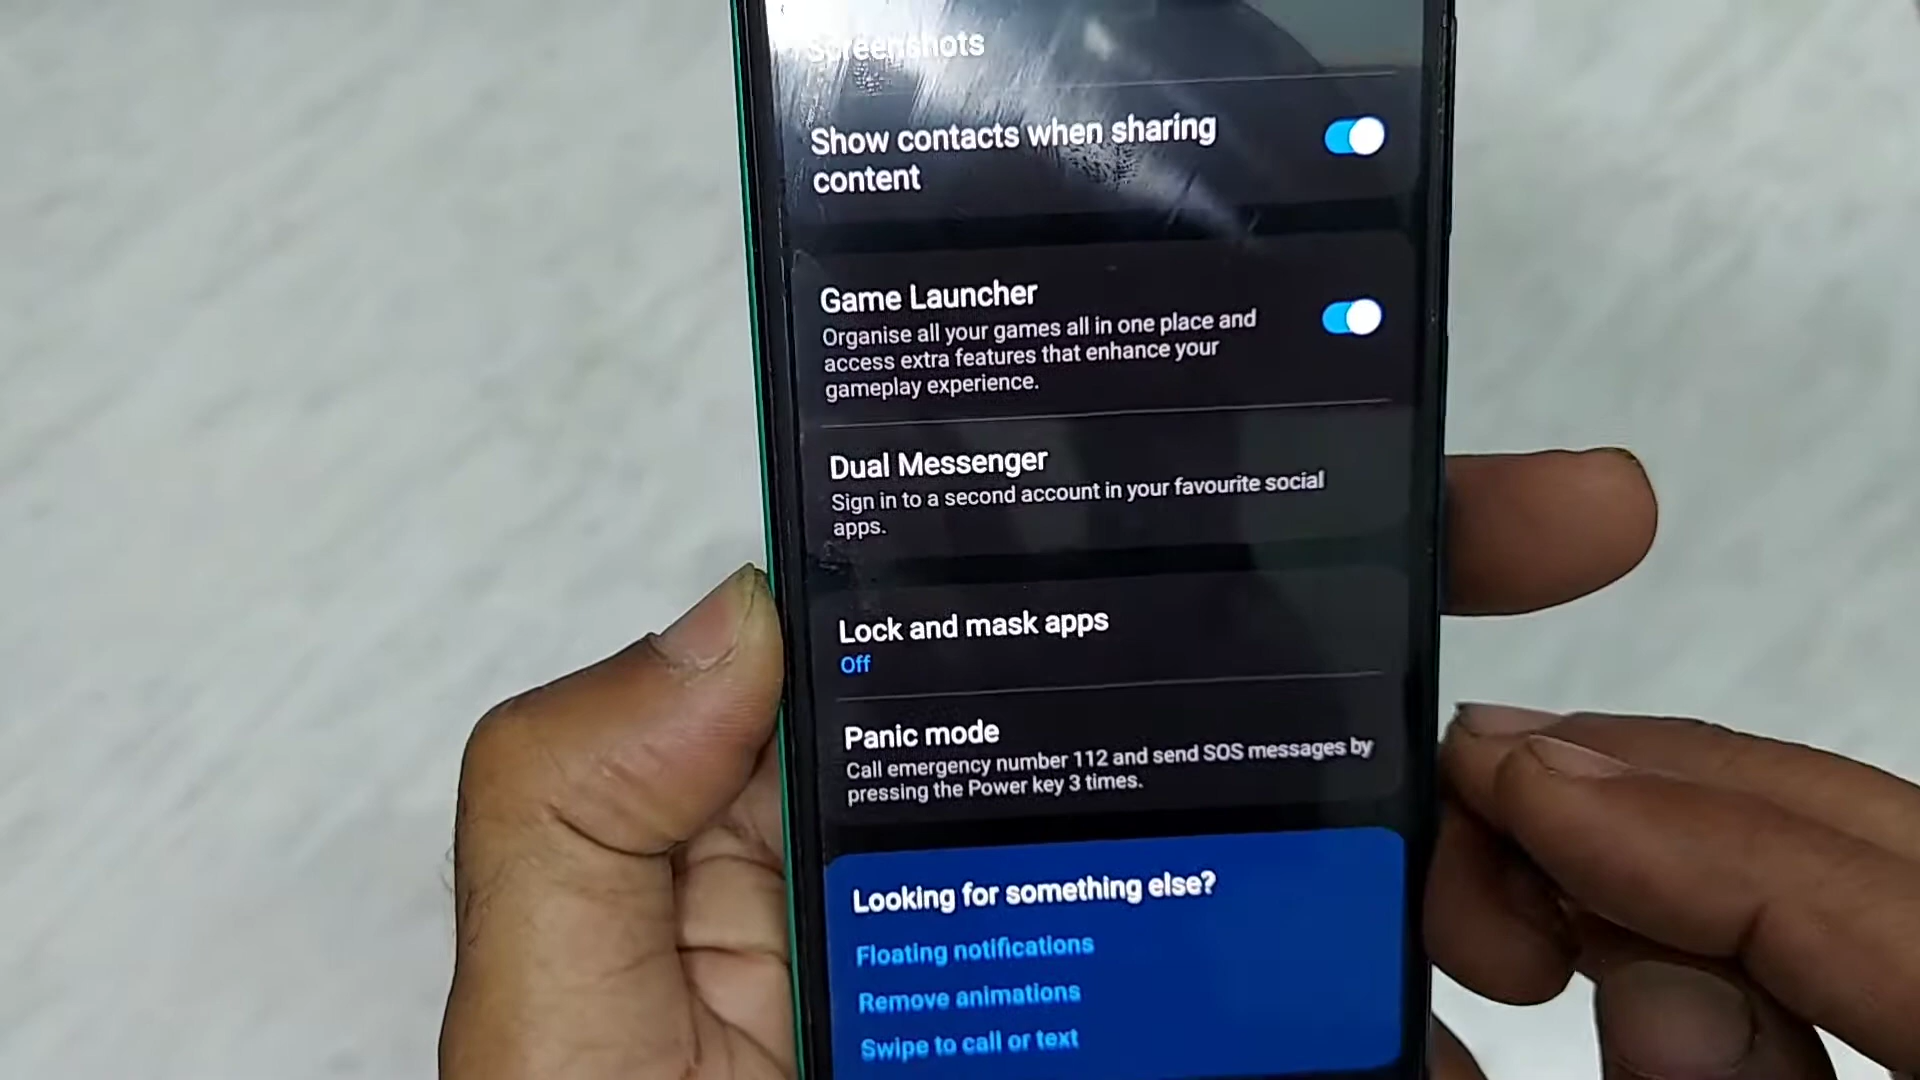 Screenshots
Show contacts when sharing
content
Game Launcher
Organise all your games all in one place and
access extra features that enhance your
gameplay experience.
Dual Messenger
Sign in to a second account in your favourite social
apps.
Lock and mask apps
Off
Panic mode
Call emergency number 112 and send SOS messages by
pressing the Power key 3 times.
Looking for something else?
Floating notifications
Remove animations
Swipe to call or text